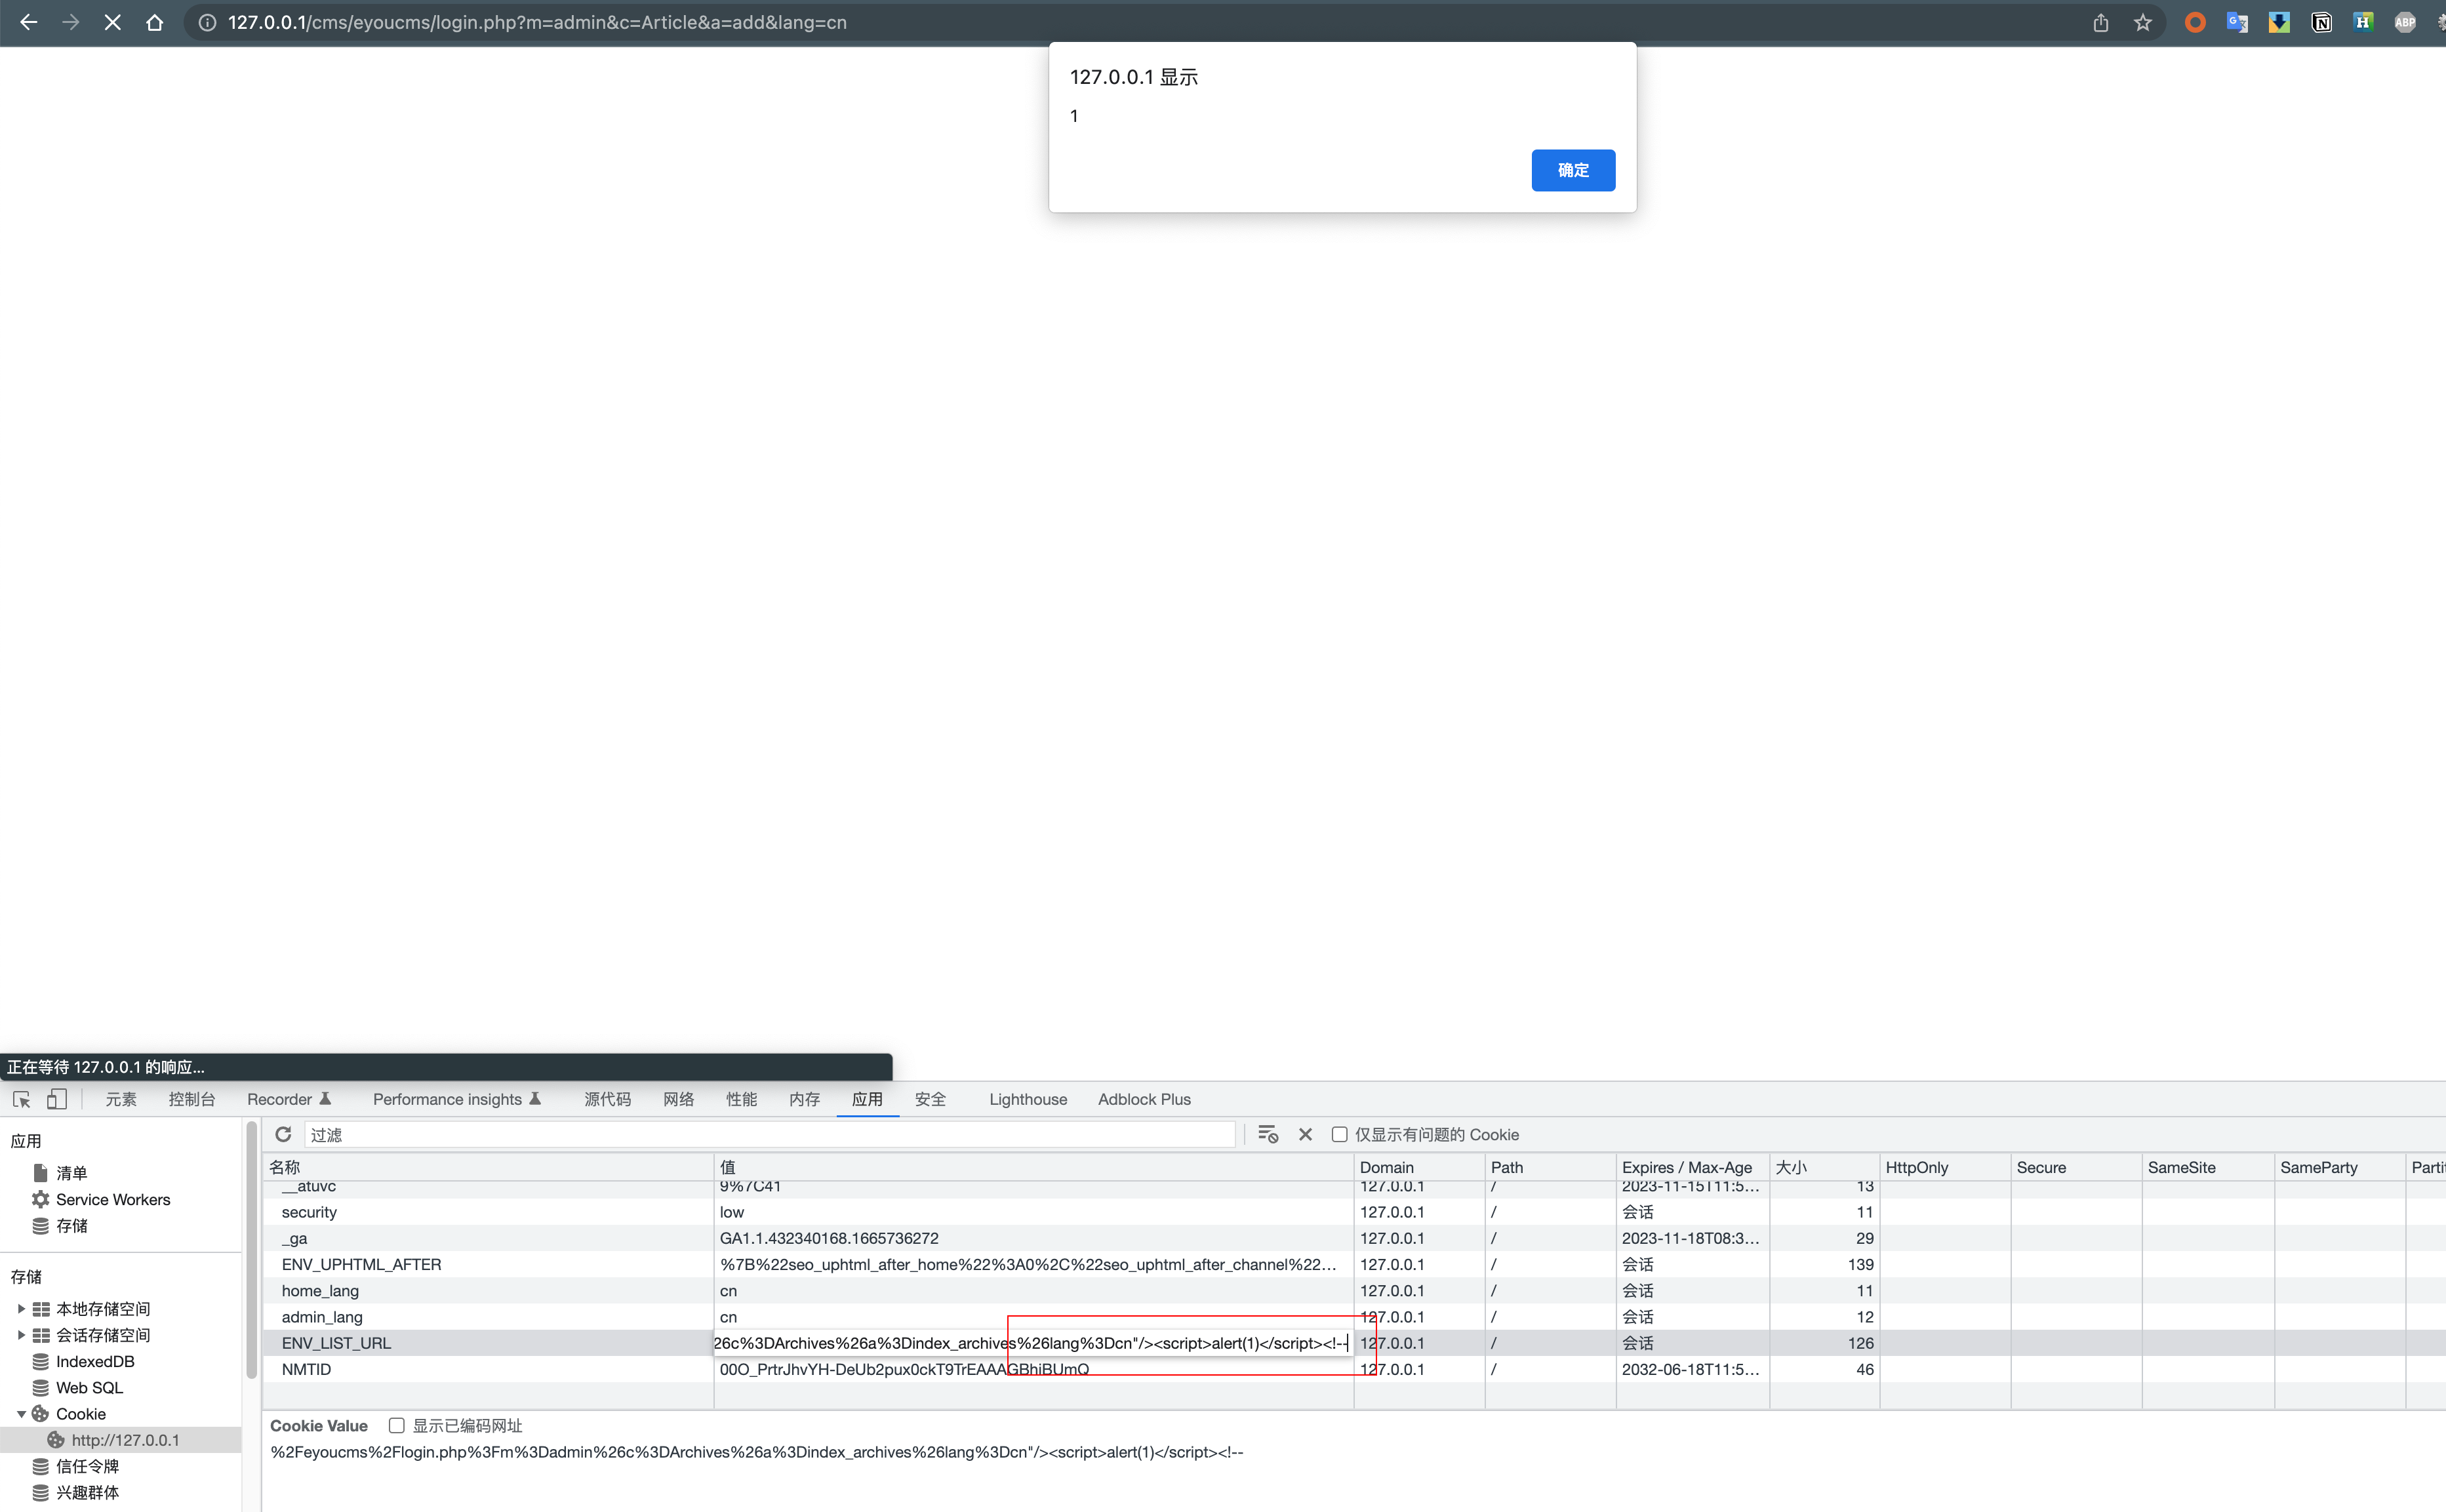 127.0.0.1/cms/eyoucms/login.php?m=admin&c=Article&a=add&lang=cn
ABP
127.0.0.1 显示
1
确定
正在等待 127.0.0.1 的响应...
元素 控制台 Recorder Performance insights 源代码 网络 性能 内存 应用 安全 Lighthouse Adblock Plus
应用
清单
Service Workers
存储
存储
本地存储空间
会话存储空间
IndexedDB
Web SQL
Cookie
http://127.0.0.1
信任令牌
兴趣群体
过滤 仅显示有问题的 Cookie
名称 值 Domain Path Expires / Max-Age 大小 HttpOnly Secure SameSite SameParty Parti
__atuvc 9%7C41 127.0.0.1 / 2023-11-15T11:5... 13
security low 127.0.0.1 / 会话 11
_ga GA1.1.432340168.1665736272 127.0.0.1 / 2023-11-18T08:3... 29
ENV_UPHTML_AFTER %7B%22seo_uphtml_after_home%22%3A0%2C%22seo_uphtml_after_channel%22... 127.0.0.1 / 会话 139
home_lang cn 127.0.0.1 / 会话 11
admin_lang cn 127.0.0.1 / 会话 12
ENV_LIST_URL 26c%3DArchives%26a%3Dindex_archives%26lang%3Dcn"/><script>alert(1)</script><!-- 127.0.0.1 / 会话 126
NMTID 00O_PrtrJhvYH-DeUb2pux0ckT9TrEAAAGBhiBUmQ 127.0.0.1 / 2032-06-18T11:5... 46
Cookie Value 显示已编码网址
%2Feyoucms%2Flogin.php%3Fm%3Dadmin%26c%3DArchives%26a%3Dindex_archives%26lang%3Dcn"/><script>alert(1)</script><!--